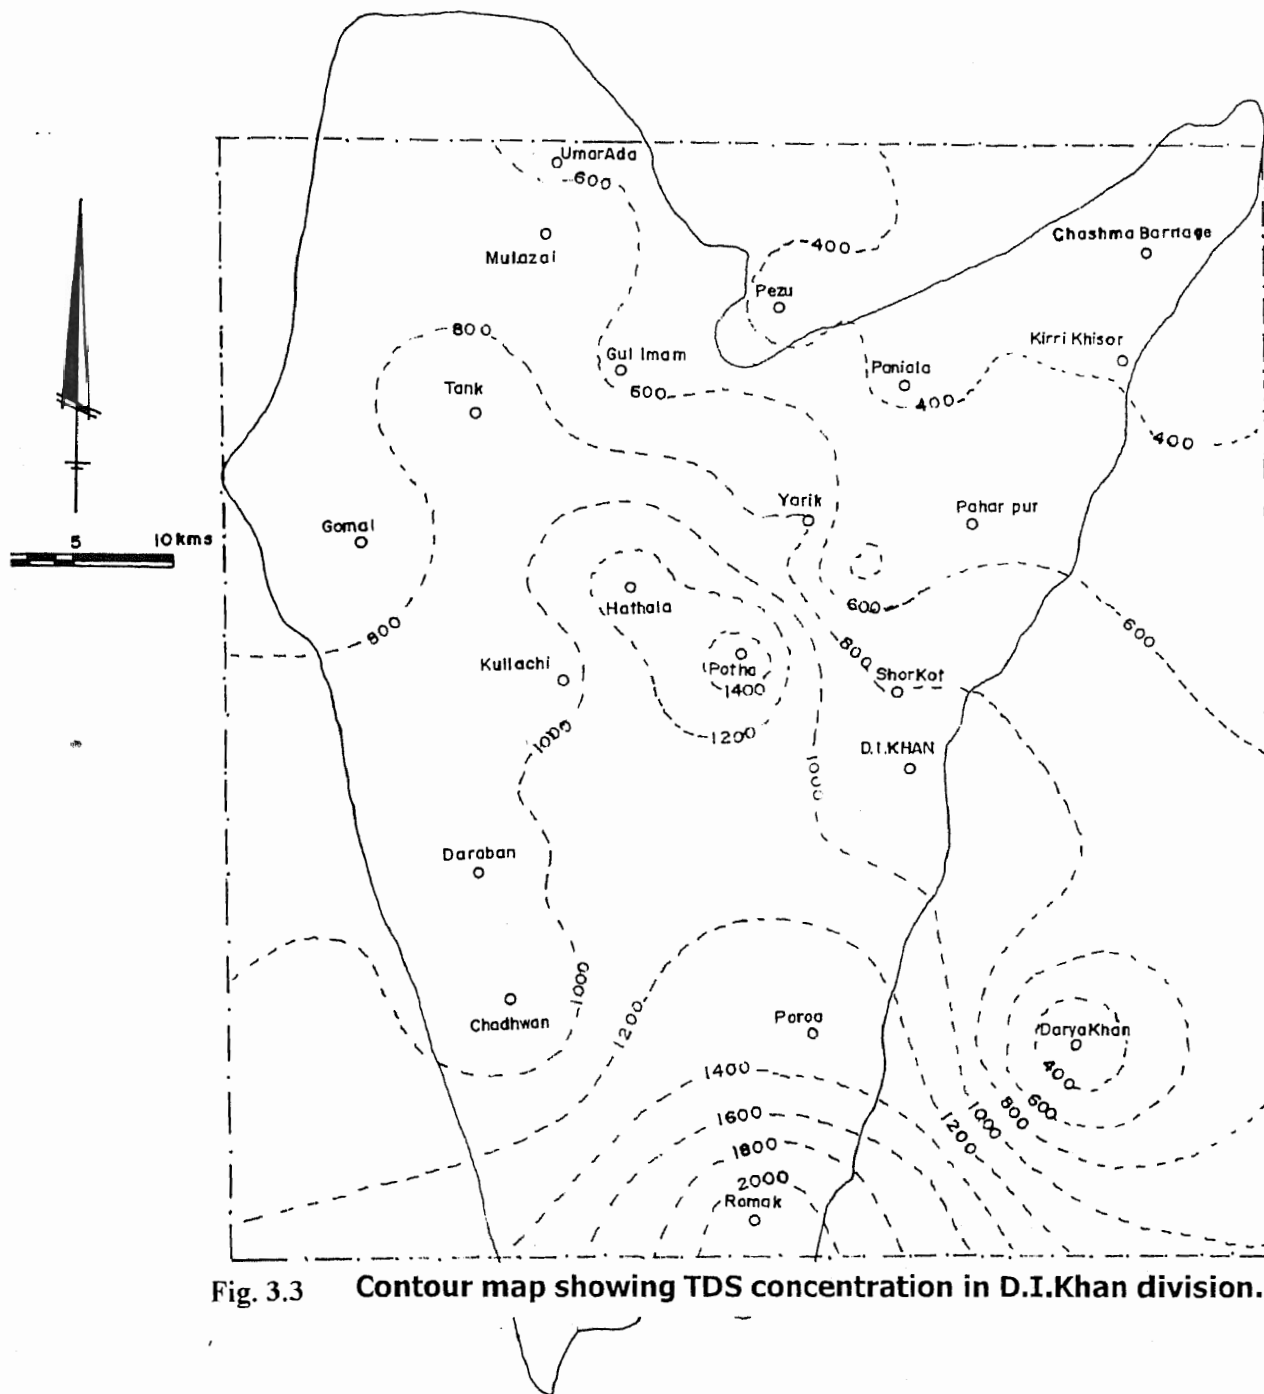 UmarAda
600
Mulazai
400
Chashma Barrage
Pezu
800
Kirri Khisor
Gul Imam
Paniala
Tank
600
400
400
Yarik
Pahar pur
Gomal
5 10 kms
Hathala
600
800
600
Kullachi
Potha
800
ShorKot
1400
1000
1200
D.I.KHAN
1000
Daraban
1000
1200
Chadhwan
Poroa
DaryaKhan
1400
400
600
800
1000
1600
1200
1800
2000
Ramak
Fig. 3.3 Contour map showing TDS concentration in D.I.Khan division.